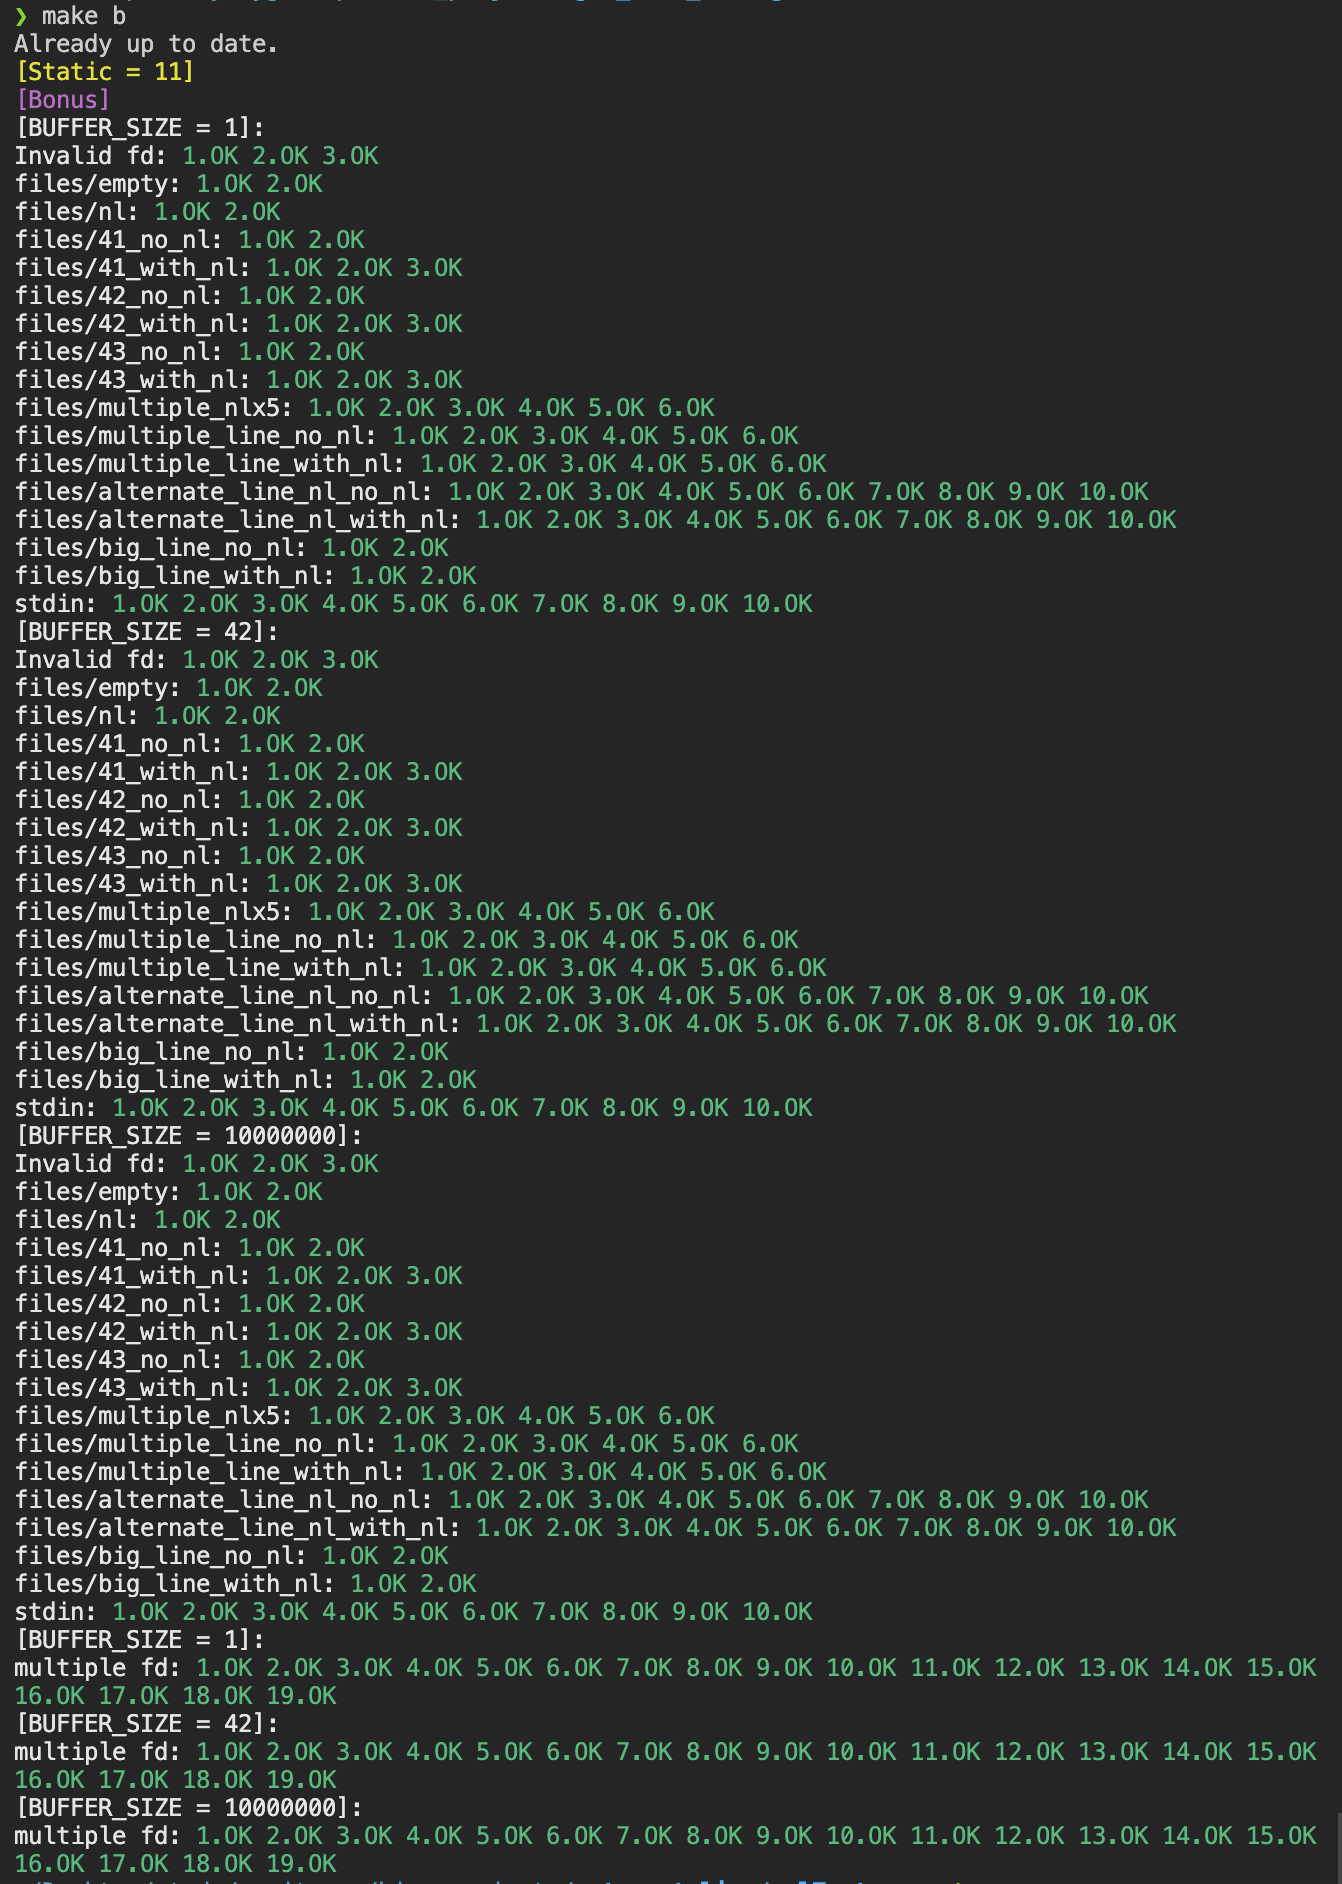 ❯ make b
Already up to date.
[Static = 11]
[Bonus]
[BUFFER_SIZE = 1]:
Invalid fd: 1.OK 2.OK 3.OK
files/empty: 1.OK 2.OK
files/nl: 1.OK 2.OK
files/41_no_nl: 1.OK 2.OK
files/41_with_nl: 1.OK 2.OK 3.OK
files/42_no_nl: 1.OK 2.OK
files/42_with_nl: 1.OK 2.OK 3.OK
files/43_no_nl: 1.OK 2.OK
files/43_with_nl: 1.OK 2.OK 3.OK
files/multiple_nlx5: 1.OK 2.OK 3.OK 4.OK 5.OK 6.OK
files/multiple_line_no_nl: 1.OK 2.OK 3.OK 4.OK 5.OK 6.OK
files/multiple_line_with_nl: 1.OK 2.OK 3.OK 4.OK 5.OK 6.OK
files/alternate_line_nl_no_nl: 1.OK 2.OK 3.OK 4.OK 5.OK 6.OK 7.OK 8.OK 9.OK 10.OK
files/alternate_line_nl_with_nl: 1.OK 2.OK 3.OK 4.OK 5.OK 6.OK 7.OK 8.OK 9.OK 10.OK
files/big_line_no_nl: 1.OK 2.OK
files/big_line_with_nl: 1.OK 2.OK
stdin: 1.OK 2.OK 3.OK 4.OK 5.OK 6.OK 7.OK 8.OK 9.OK 10.OK
[BUFFER_SIZE = 42]:
Invalid fd: 1.OK 2.OK 3.OK
files/empty: 1.OK 2.OK
files/nl: 1.OK 2.OK
files/41_no_nl: 1.OK 2.OK
files/41_with_nl: 1.OK 2.OK 3.OK
files/42_no_nl: 1.OK 2.OK
files/42_with_nl: 1.OK 2.OK 3.OK
files/43_no_nl: 1.OK 2.OK
files/43_with_nl: 1.OK 2.OK 3.OK
files/multiple_nlx5: 1.OK 2.OK 3.OK 4.OK 5.OK 6.OK
files/multiple_line_no_nl: 1.OK 2.OK 3.OK 4.OK 5.OK 6.OK
files/multiple_line_with_nl: 1.OK 2.OK 3.OK 4.OK 5.OK 6.OK
files/alternate_line_nl_no_nl: 1.OK 2.OK 3.OK 4.OK 5.OK 6.OK 7.OK 8.OK 9.OK 10.OK
files/alternate_line_nl_with_nl: 1.OK 2.OK 3.OK 4.OK 5.OK 6.OK 7.OK 8.OK 9.OK 10.OK
files/big_line_no_nl: 1.OK 2.OK
files/big_line_with_nl: 1.OK 2.OK
stdin: 1.OK 2.OK 3.OK 4.OK 5.OK 6.OK 7.OK 8.OK 9.OK 10.OK
[BUFFER_SIZE = 10000000]:
Invalid fd: 1.OK 2.OK 3.OK
files/empty: 1.OK 2.OK
files/nl: 1.OK 2.OK
files/41_no_nl: 1.OK 2.OK
files/41_with_nl: 1.OK 2.OK 3.OK
files/42_no_nl: 1.OK 2.OK
files/42_with_nl: 1.OK 2.OK 3.OK
files/43_no_nl: 1.OK 2.OK
files/43_with_nl: 1.OK 2.OK 3.OK
files/multiple_nlx5: 1.OK 2.OK 3.OK 4.OK 5.OK 6.OK
files/multiple_line_no_nl: 1.OK 2.OK 3.OK 4.OK 5.OK 6.OK
files/multiple_line_with_nl: 1.OK 2.OK 3.OK 4.OK 5.OK 6.OK
files/alternate_line_nl_no_nl: 1.OK 2.OK 3.OK 4.OK 5.OK 6.OK 7.OK 8.OK 9.OK 10.OK
files/alternate_line_nl_with_nl: 1.OK 2.OK 3.OK 4.OK 5.OK 6.OK 7.OK 8.OK 9.OK 10.OK
files/big_line_no_nl: 1.OK 2.OK
files/big_line_with_nl: 1.OK 2.OK
stdin: 1.OK 2.OK 3.OK 4.OK 5.OK 6.OK 7.OK 8.OK 9.OK 10.OK
[BUFFER_SIZE = 1]:
multiple fd: 1.OK 2.OK 3.OK 4.OK 5.OK 6.OK 7.OK 8.OK 9.OK 10.OK 11.OK 12.OK 13.OK 14.OK 15.OK
16.OK 17.OK 18.OK 19.OK
[BUFFER_SIZE = 42]:
multiple fd: 1.OK 2.OK 3.OK 4.OK 5.OK 6.OK 7.OK 8.OK 9.OK 10.OK 11.OK 12.OK 13.OK 14.OK 15.OK
16.OK 17.OK 18.OK 19.OK
[BUFFER_SIZE = 10000000]:
multiple fd: 1.OK 2.OK 3.OK 4.OK 5.OK 6.OK 7.OK 8.OK 9.OK 10.OK 11.OK 12.OK 13.OK 14.OK 15.OK
16.OK 17.OK 18.OK 19.OK